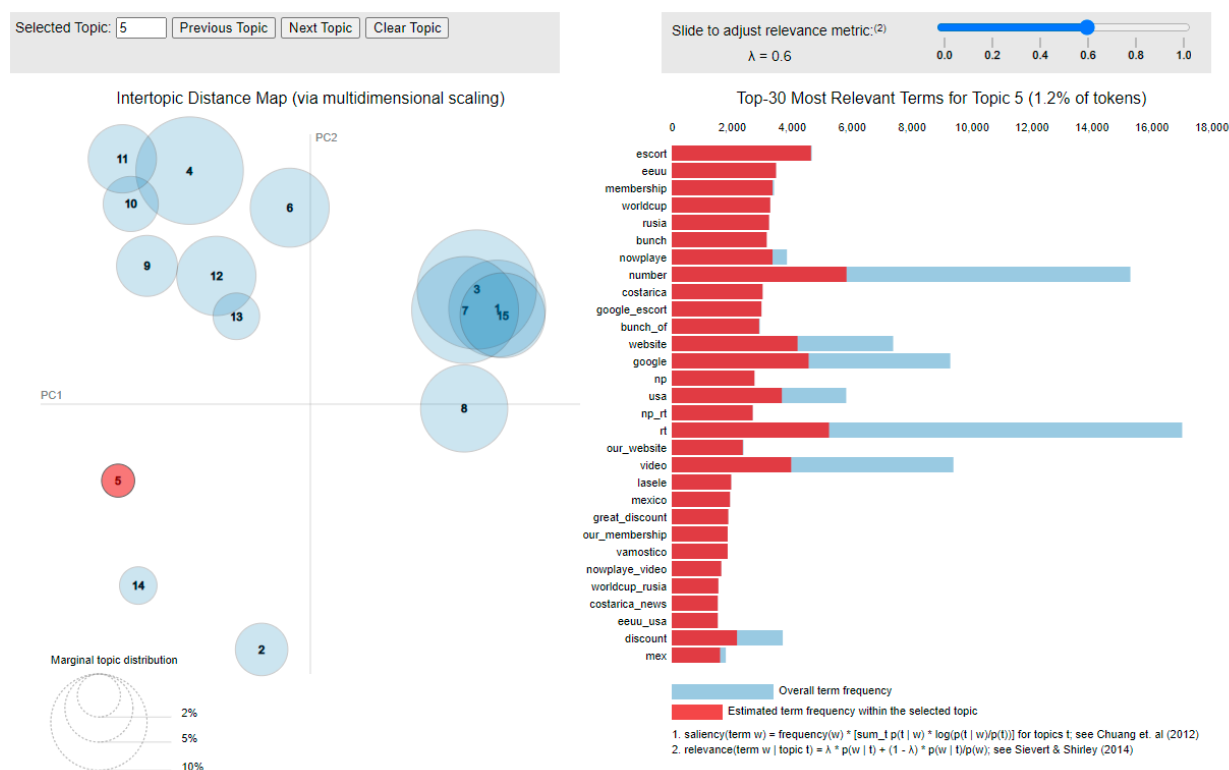 Selected Topic: 5 Previous Topic Next Topic Clear Topic
Slide to adjust relevance metric:(2)
λ = 0.6
0.0 0.2 0.4 0.6 0.8 1.0
Intertopic Distance Map (via multidimensional scaling)
PC2
PC1
11
4
10
6
9
12
13
3
7
1
15
8
5
14
2
Marginal topic distribution
2%
5%
10%
Top-30 Most Relevant Terms for Topic 5 (1.2% of tokens)
0 2,000 4,000 6,000 8,000 10,000 12,000 14,000 16,000 18,000
escort
eeuu
membership
worldcup
rusia
bunch
nowplaye
number
costarica
google_escort
bunch_of
website
google
np
usa
np_rt
rt
our_website
video
lasele
mexico
great_discount
our_membership
vamostico
nowplaye_video
worldcup_rusia
costarica_news
eeuu_usa
discount
mex
Overall term frequency
Estimated term frequency within the selected topic
1. saliency(term w) = frequency(w) * [sum_t p(t | w) * log(p(t | w)/p(t))] for topics t; see Chuang et. al (2012)
2. relevance(term w | topic t) = λ * p(w | t) + (1 - λ) * p(w | t)/p(w); see Sievert & Shirley (2014)